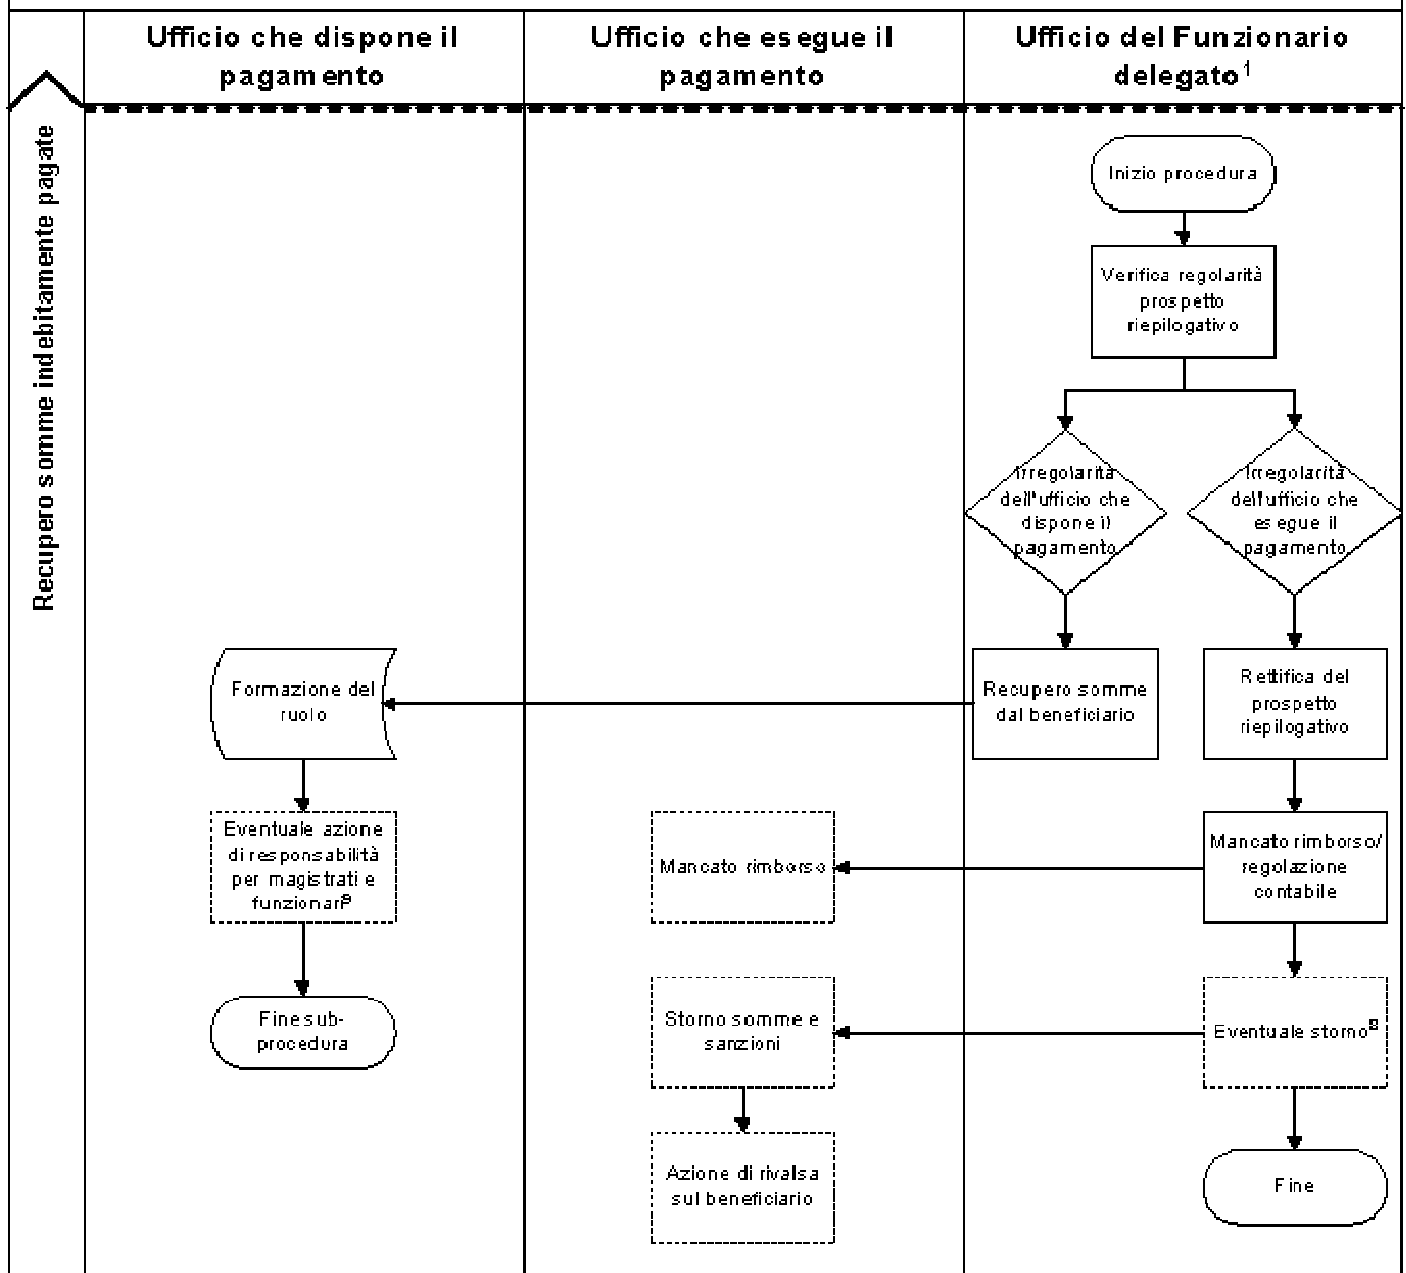 Ufficio che dispone il
pagamento
Ufficio che esegue il
pagamento
Ufficio del Funzionario
delegato1
Recupero somme indebitamente pagate
Inizio procedura
Verifica regolarità
prospetto
riepilogativo
Irregolarità
dell'ufficio che
dispone il
pagamento
Irregolarità
dell'ufficio che
esegue il
pagamento
Formazione del
ruolo
Recupero somme
dal beneficiario
Rettifica del
prospetto
riepilogativo
Eventuale azione
di responsabilità
per magistrati e
funzionari
Mancato rimborso
Mancato rimborso/
regolazione
contabile
Fine sub-
procedura
Storno somme e
sanzioni
Eventuale storno
Azione di rivalsa
sul beneficiario
Fine